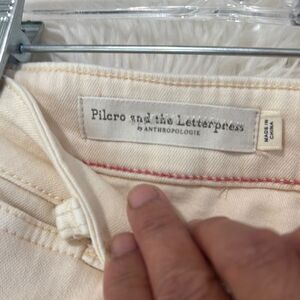 Pilcro and the Letterpress
BY ANTHROPOLOGIE
MADE IN
CHINA